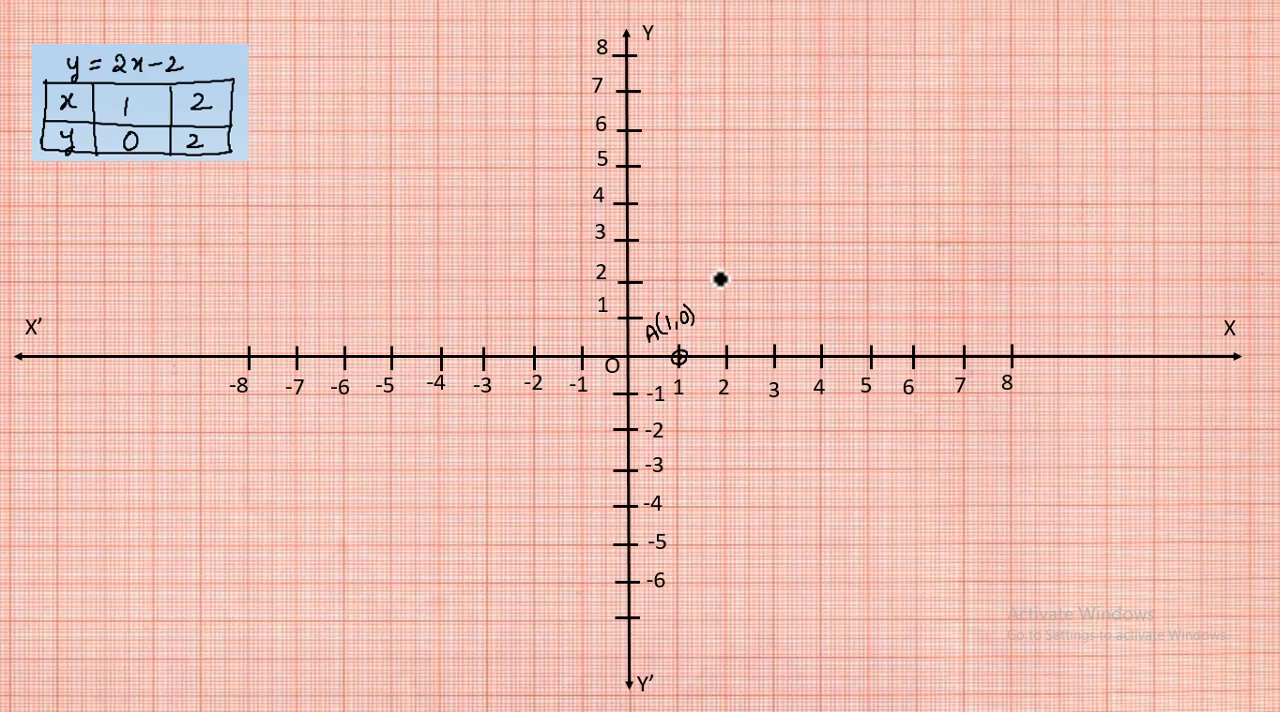 y = 2x-2
x 1 2
y 0 2
Y
8
7
6
5
4
3
2
1
A(1,0)
X' X
O
-8 -7 -6 -5 -4 -3 -2 -1 1 2 3 4 5 6 7 8
-1
-2
-3
-4
-5
-6
Y'
Activate Windows
Go to Settings to activate Windows.